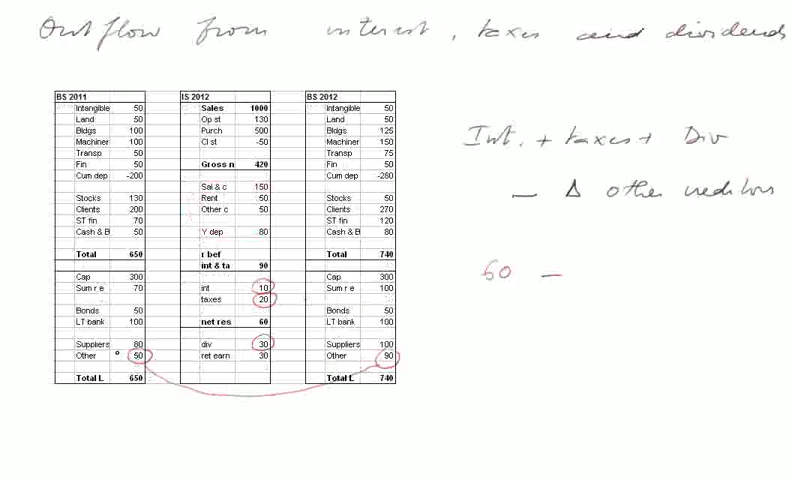 Outflow from interest, taxes and dividends
BS 2011 IS 2012 BS 2012
Intangible 50 Sales 1000 Intangible 50
Land 50 Op st 130 Land 50
Bldgs 100 Purch 500 Bldgs 125
Machiner 100 Cl st -50 Machiner 150
Transp 50 Transp 75
Fin 50 Gross n 420 Fin 50
Cum dep -200 Cum dep -280
Sal & c 150
Stocks 130 Rent 50 Stocks 50
Clients 200 Other c 50 Clients 270
ST fin 70 ST fin 120
Cash & B 50 Y dep 80 Cash & B 80
Total 650 r bef Total 740
int & ta 90
Cap 300 Cap 300
Sum r e 70 int 10 Sum r e 100
taxes 20
Bonds 50 Bonds 50
LT bank 100 net res 60 LT bank 100
Suppliers 80 div 30 Suppliers 100
Other 50 ret earn 30 Other 90
Total L 650 Total L 740
Int. + taxes + Div
- Δ other creditors
60 -